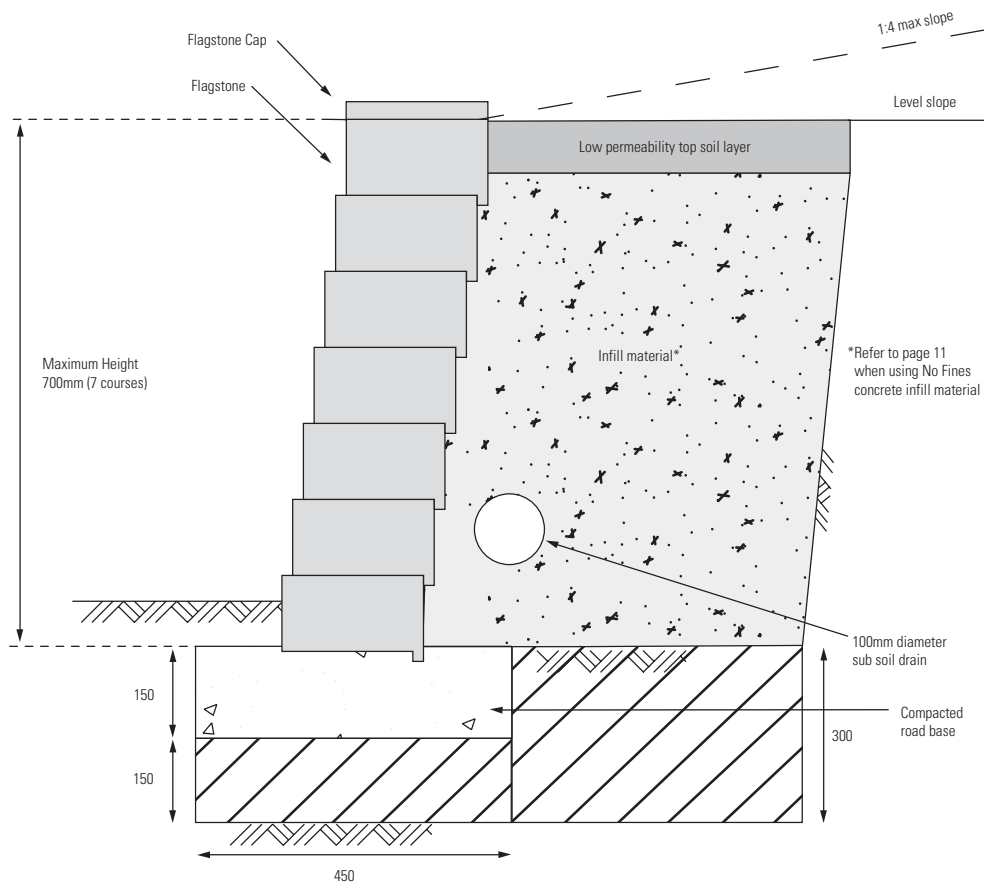 1:4 max slope
Flagstone Cap
Flagstone
Level slope
Low permeability top soil layer
Maximum Height
700mm (7 courses)
Infill material*
*Refer to page 11
when using No Fines
concrete infill material
100mm diameter
sub soil drain
150
Compacted
road base
300
150
450